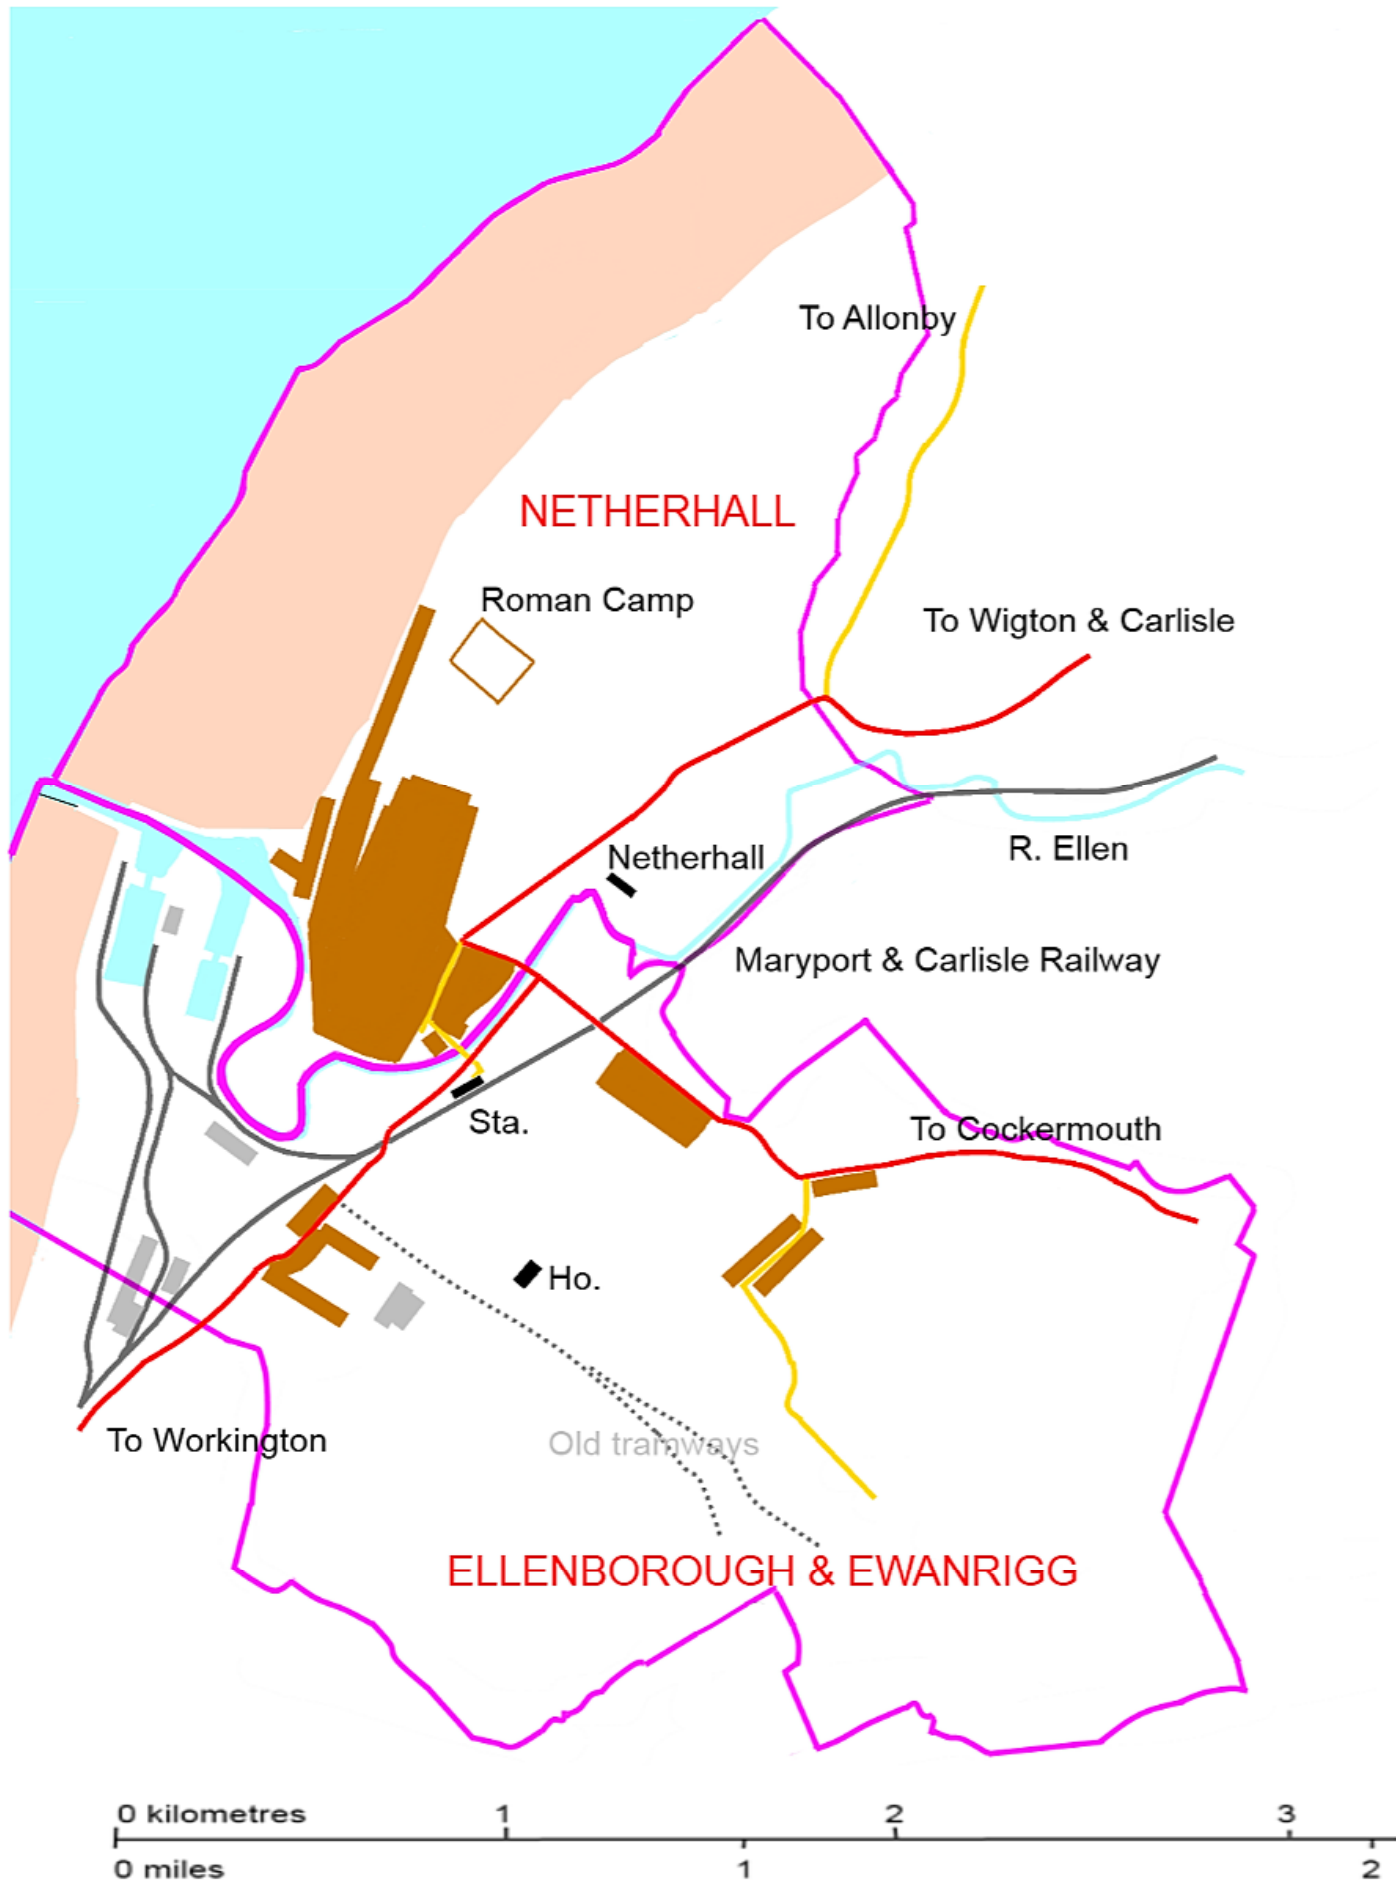 To Allonby
NETHERHALL
Roman Camp
To Wigton & Carlisle
Netherhall
R. Ellen
Maryport & Carlisle Railway
Sta.
To Cockermouth
Ho.
To Workington
Old tramways
ELLENBOROUGH & EWANRIGG
0 kilometres 1 2 3
0 miles 1 2